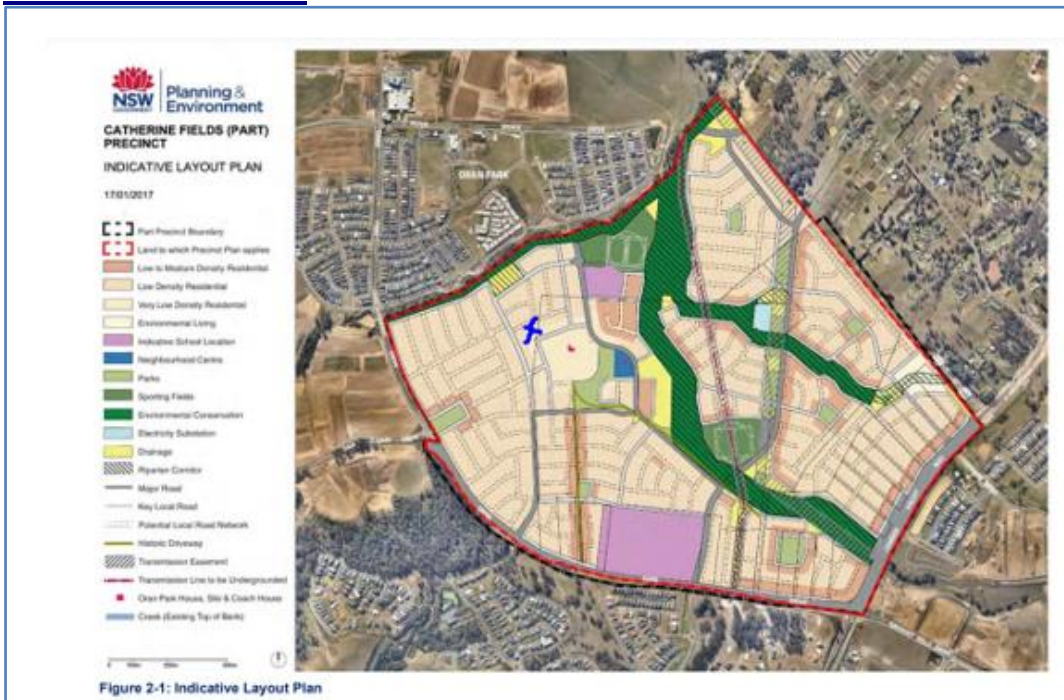 NSW
GOVERNMENT
Planning &
Environment
CATHERINE FIELDS (PART)
PRECINCT
INDICATIVE LAYOUT PLAN
17/01/2017
ORAN PARK
Part Precinct Boundary
Land to which Precinct Plan applies
Low to Medium Density Residential
Low Density Residential
Very Low Density Residential
Environmental Living
Indicative School Location
Neighbourhood Centre
Parks
Sporting Fields
Environmental Conservation
Electricity Substation
Drainage
Riparian Corridor
Major Road
Key Local Road
Potential Local Road Network
Historic Driveway
Transmission Easement
Transmission Line to be Undergrounded
Oran Park House, Silo & Coach House
Creek (Existing Top of Bank)
Figure 2-1: Indicative Layout Plan